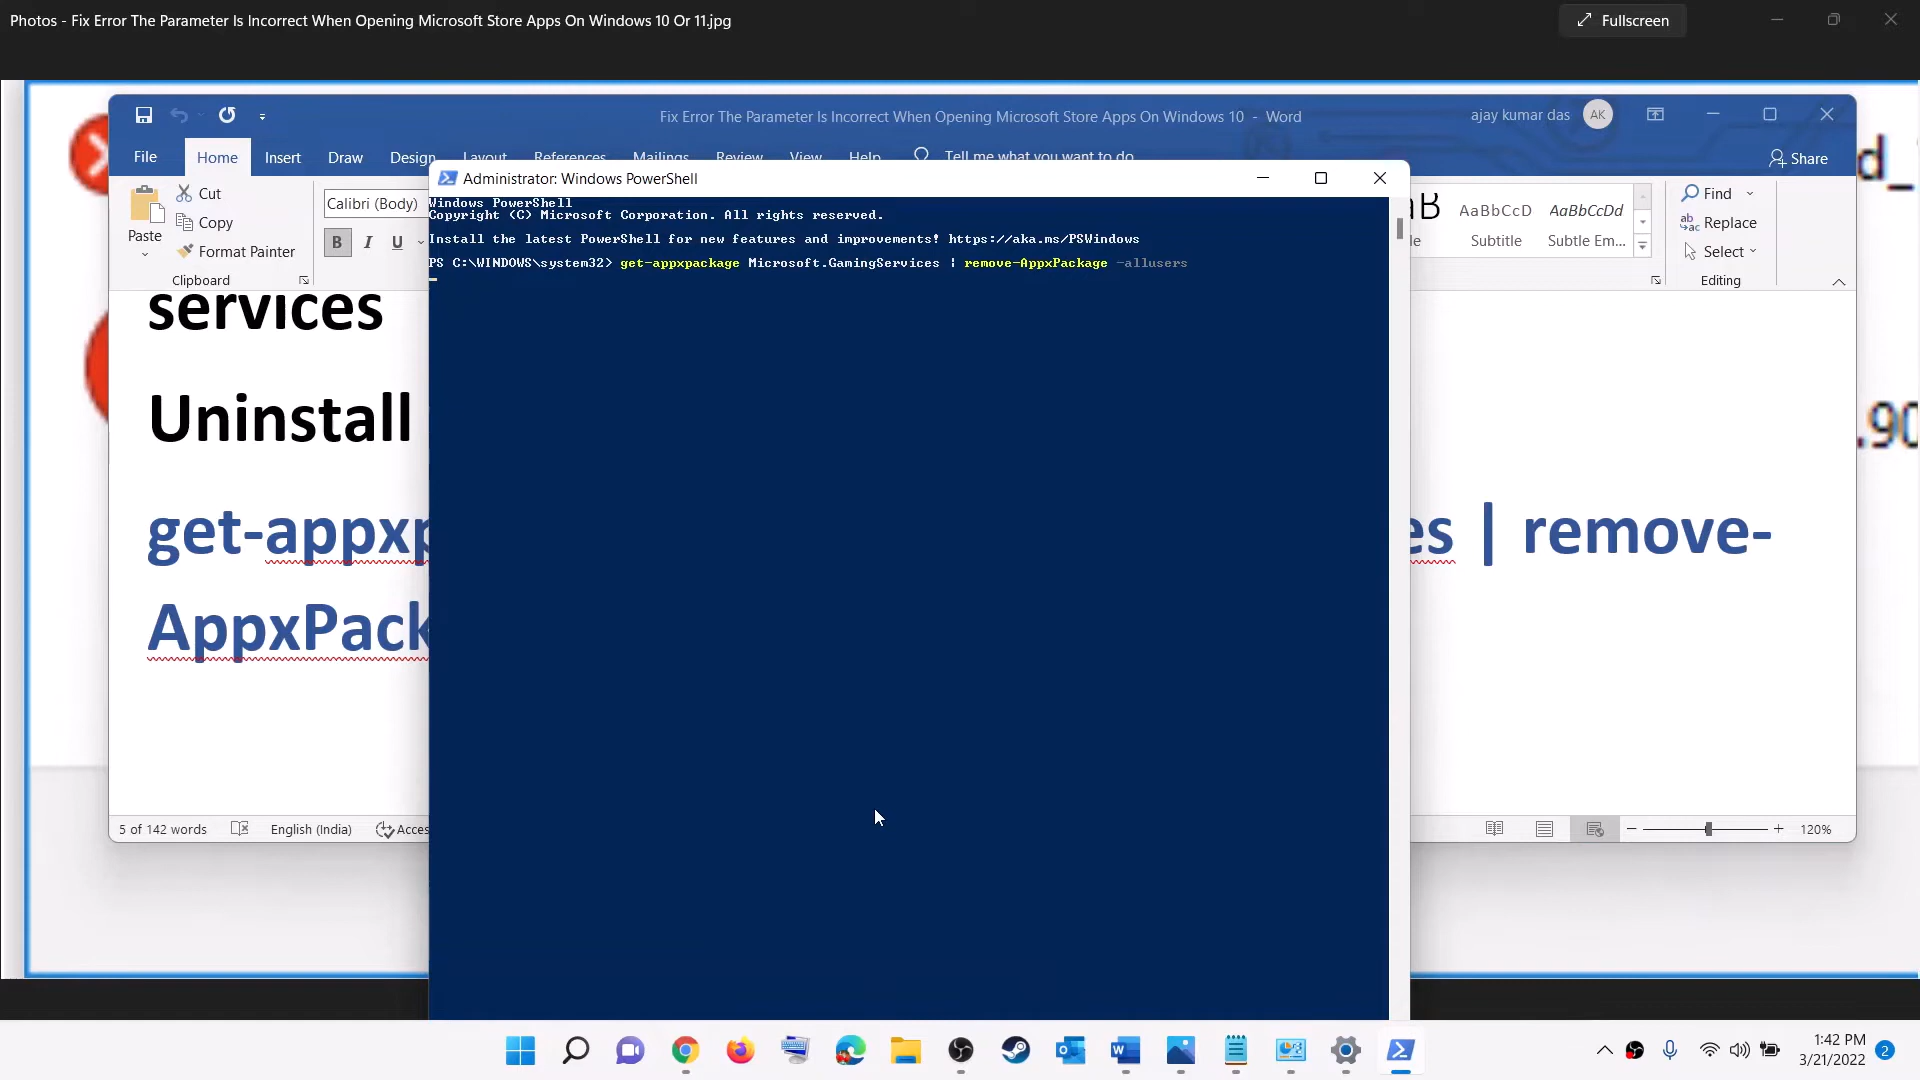 Photos - Fix Error The Parameter Is Incorrect When Opening Microsoft Store Apps On Windows 10 Or 11.jpg
Fullscreen
Fix Error The Parameter Is Incorrect When Opening Microsoft Store Apps On Windows 10 - Word
ajay kumar das
AK
File
Home
Insert
Draw
Design
Layout
References
Mailings
Review
View
Help
Tell me what you want to do
Share
d_
Administrator: Windows PowerShell
Cut
Paste
Copy
Format Painter
Clipboard
Calibri (Body)
B
I
U
AaBbCcD
AaBbCcDd
Subtitle
Subtle Em...
Find
Replace
Select
Editing
Windows PowerShell
Copyright (C) Microsoft Corporation. All rights reserved.
Install the latest PowerShell for new features and improvements! https://aka.ms/PSWindows
PS C:\WINDOWS\system32> get-appxpackage Microsoft.GamingServices | remove-AppxPackage -allusers
services
Uninstall
get-appxp
es | remove-
AppxPack
.90
5 of 142 words
English (India)
Acces
120%
1:42 PM
3/21/2022
2